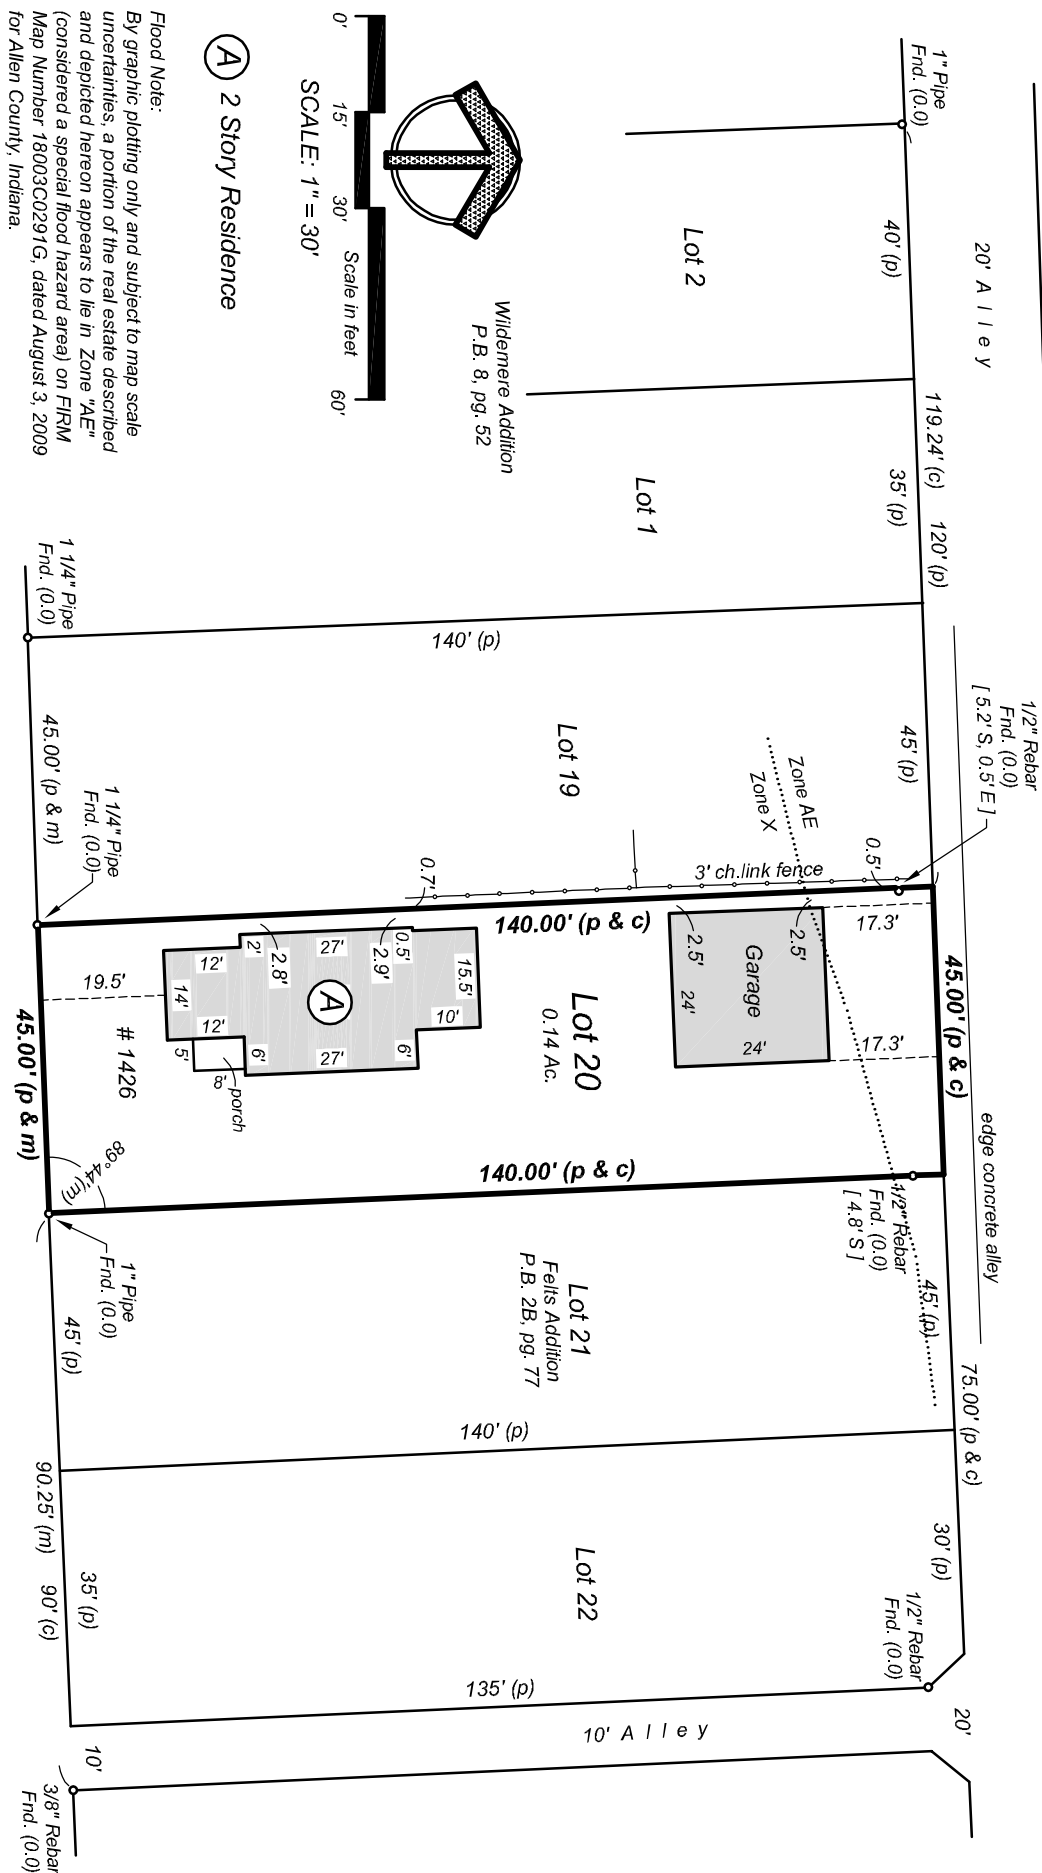 1" Pipe
Fnd. (0.0)
20' Alley
40' (p)
Lot 2
119.24' (c) 120' (p)
35' (p)
Lot 1
Wildemere Addition
P.B. 8, pg. 52
0' 15' 30' 60'
Scale in feet
SCALE: 1" = 30'
A 2 Story Residence
Flood Note:
By graphic plotting only and subject to map scale
uncertainties, a portion of the real estate described
and depicted hereon appears to lie in Zone "AE"
(considered a special flood hazard area) on FIRM
Map Number 18003C0291G, dated August 3, 2009
for Allen County, Indiana.
1 1/4" Pipe
Fnd. (0.0)
140' (p)
1/2" Rebar
Fnd. (0.0)
[ 5.2' S, 0.5' E ]
45' (p)
Lot 19
Zone AE
Zone X
0.5'
3' ch.link fence
0.7'
45.00' (p & m)
1 1/4" Pipe
Fnd. (0.0)
140.00' (p & c)
17.3'
2.5'
2.5'
Garage
24'
24'
17.3'
45.00' (p & c)
edge concrete alley
Lot 20
0.14 Ac.
15.5'
10'
0.5'
2.9'
27'
2.8'
2'
12'
14'
12'
A
6'
27'
6'
5'
8'
porch
19.5'
# 1426
45.00' (p & m)
89°44'(m)
140.00' (p & c)
1/2" Rebar
Fnd. (0.0)
[ 4.8' S ]
1" Pipe
Fnd. (0.0)
45' (p)
Lot 21
Felts Addition
P.B. 2B, pg. 77
45' (p)
75.00' (p & c)
140' (p)
30' (p)
1/2" Rebar
Fnd. (0.0)
Lot 22
90.25' (m) 90' (c)
35' (p)
135' (p)
10' Alley
20'
10'
3/8" Rebar
Fnd. (0.0)